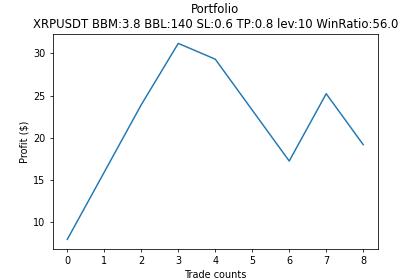 Portfolio
XRPUSDT BBM:3.8 BBL:140 SL:0.6 TP:0.8 lev:10 WinRatio:56.0
Profit ($)
30
25
20
15
10
0 1 2 3 4 5 6 7 8
Trade counts